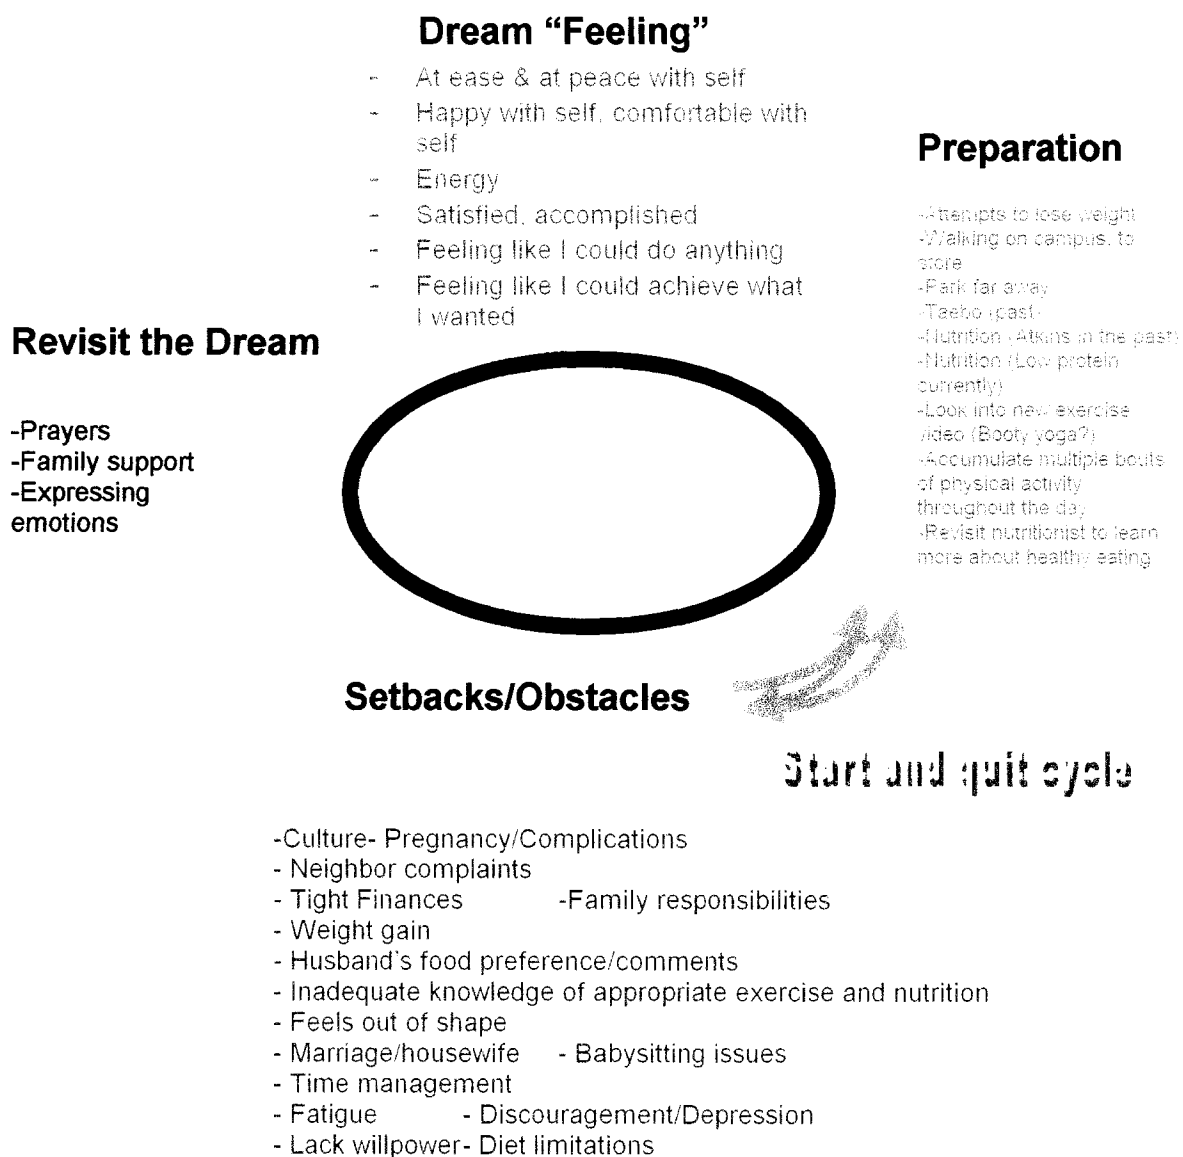 Dream “Feeling”
- At ease & at peace with self
- Happy with self, comfortable with
self
- Energy
- Satisfied, accomplished
- Feeling like I could do anything
- Feeling like I could achieve what
I wanted
Preparation
-Attempts to lose weight
-Walking on campus, to
store
-Park far away
-Taebo (past)
-Nutrition (Atkins in the past)
-Nutrition (Low protein
currently)
-Look into new exercise
video (Booty yoga?)
-Accumulate multiple bouts
of physical activity
throughout the day
-Revisit nutritionist to learn
more about healthy eating
Revisit the Dream
-Prayers
-Family support
-Expressing
emotions
Setbacks/Obstacles
Start and quit cycle
-Culture- Pregnancy/Complications
- Neighbor complaints
- Tight Finances -Family responsibilities
- Weight gain
- Husband's food preference/comments
- Inadequate knowledge of appropriate exercise and nutrition
- Feels out of shape
- Marriage/housewife - Babysitting issues
- Time management
- Fatigue - Discouragement/Depression
- Lack willpower- Diet limitations